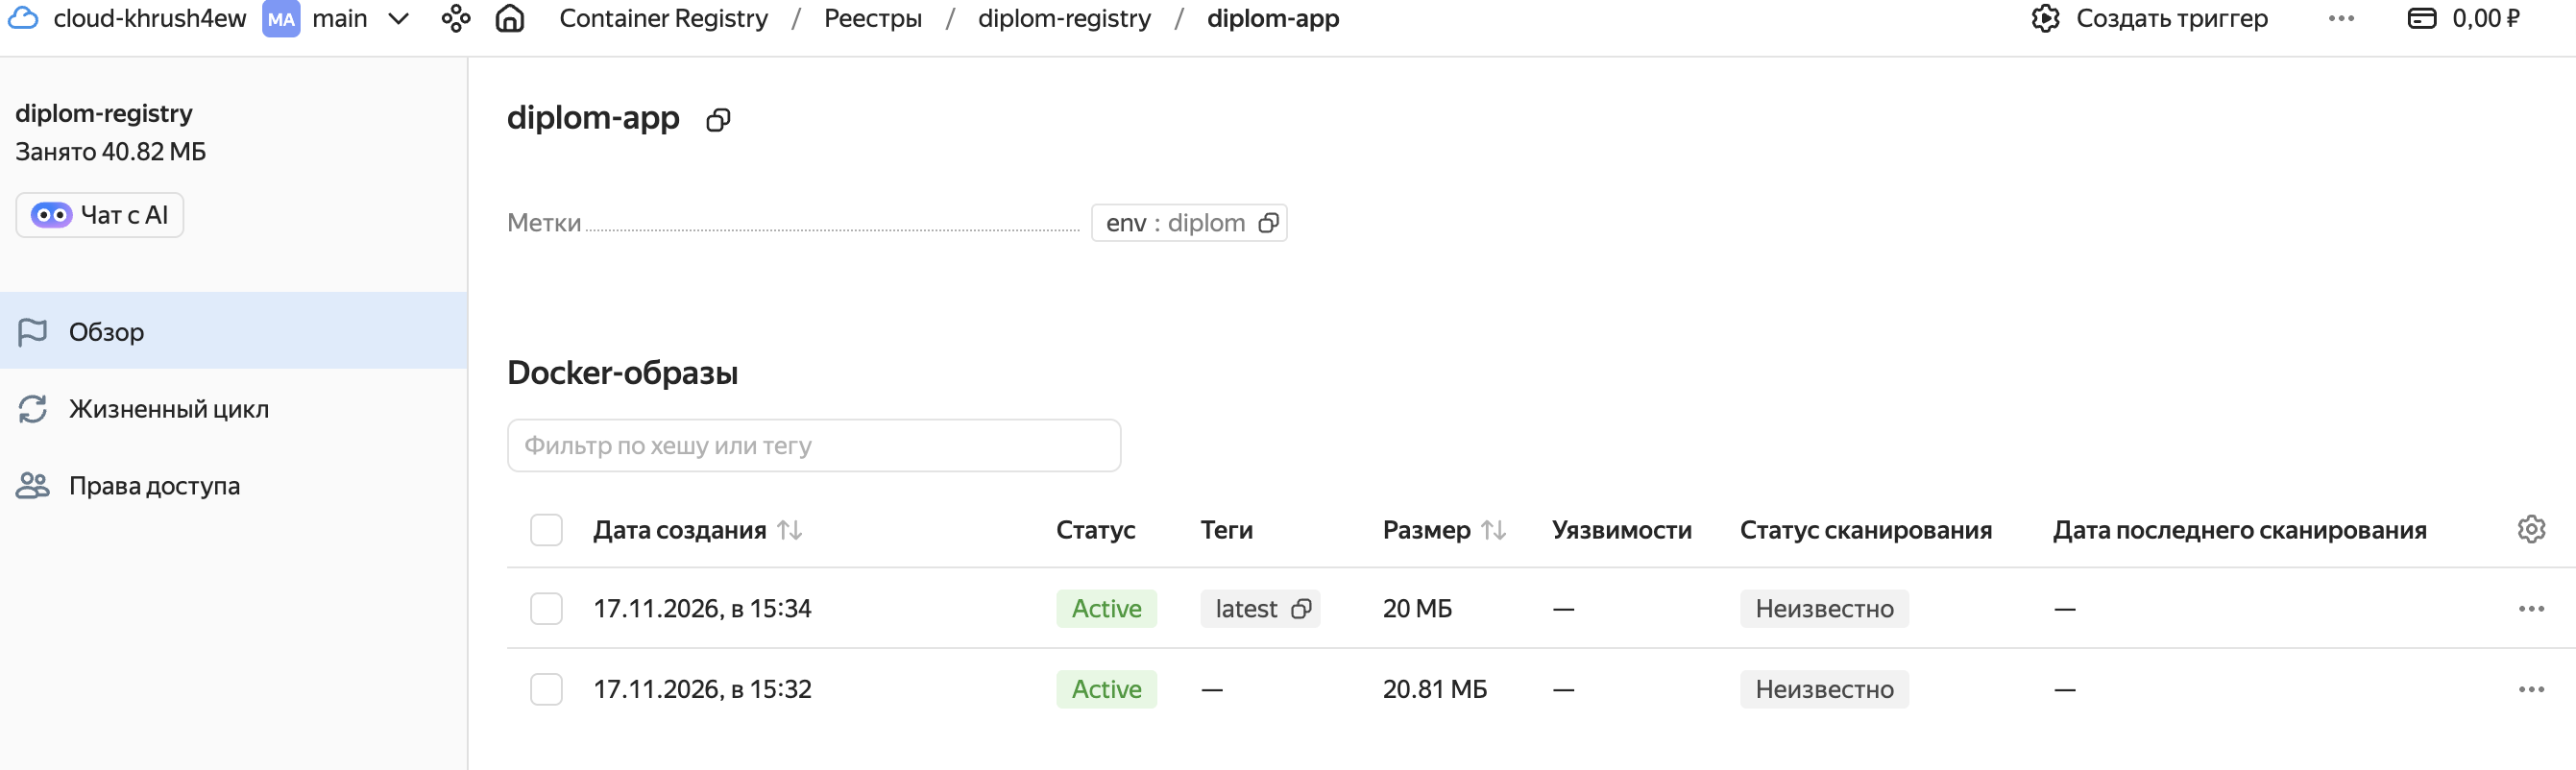 cloud-khrush4ew MA main Container Registry / Реестры / diplom-registry / diplom-app Создать триггер ··· 0,00 ₽
diplom-registry
Занято 40.82 МБ
Чат с AI
Обзор
Жизненный цикл
Права доступа
diplom-app
Метки env : diplom
Docker-образы
Фильтр по хешу или тегу
Дата создания Статус Теги Размер Уязвимости Статус сканирования Дата последнего сканирования
17.11.2026, в 15:34 Active latest 20 МБ — Неизвестно — ···
17.11.2026, в 15:32 Active — 20.81 МБ — Неизвестно — ···